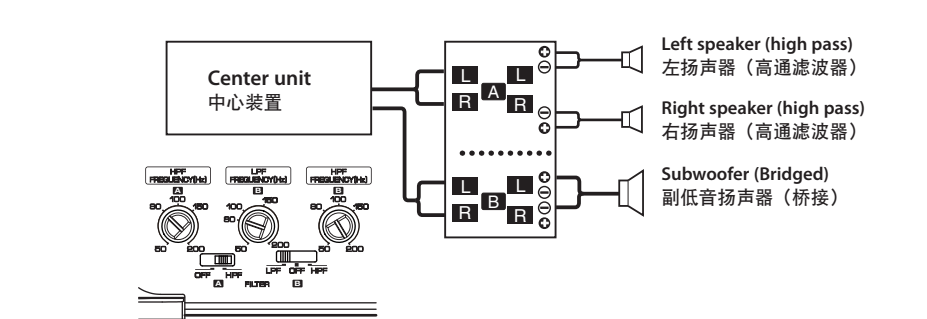 Center unit
中心装置
L L
A
R R
L L
B
R R
Left speaker (high pass)
左扬声器（高通滤波器）
Right speaker (high pass)
右扬声器（高通滤波器）
Subwoofer (Bridged)
副低音扬声器（桥接）
HPF
FREQUENCY(Hz)
A
100
80 150
50 200
LPF
FREQUENCY(Hz)
B
100 150
80
50 200
HPF
FREQUENCY(Hz)
B
100
80 150
50 200
OFF HPF
A
FILTER
LPF OFF HPF
B